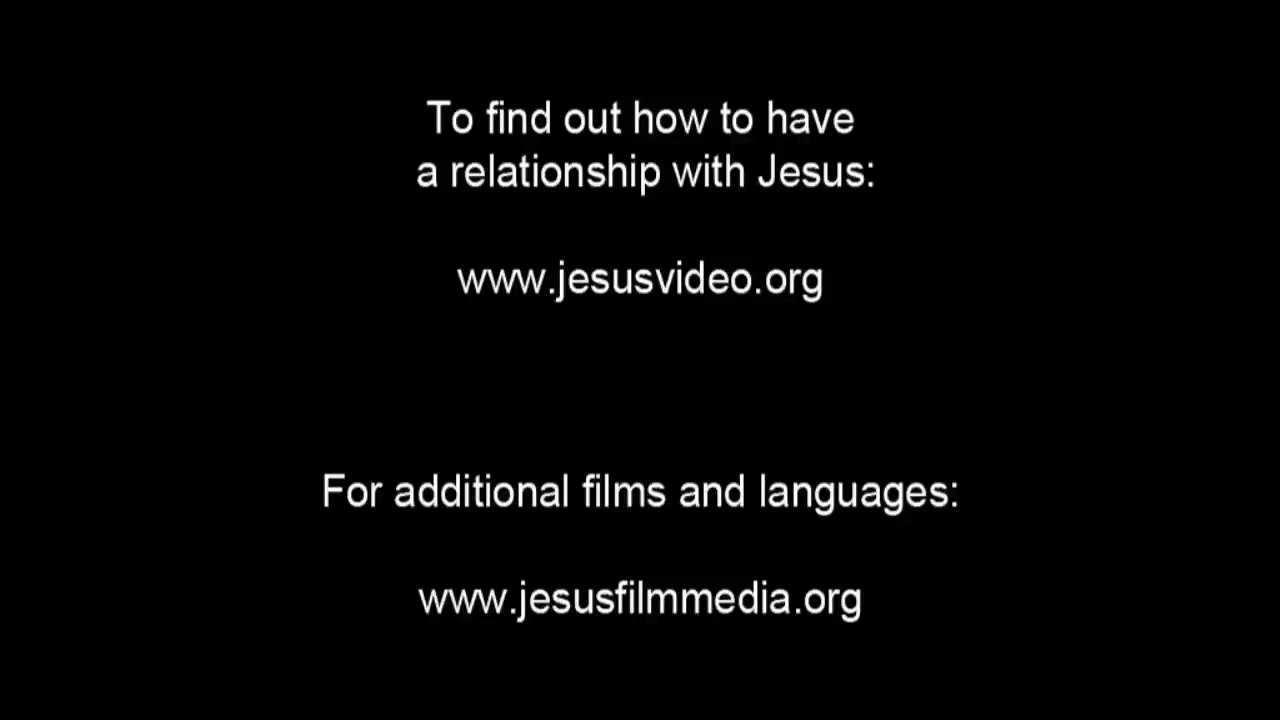 To find out how to have
a relationship with Jesus:
www.jesusvideo.org
For additional films and languages:
www.jesusfilmmedia.org